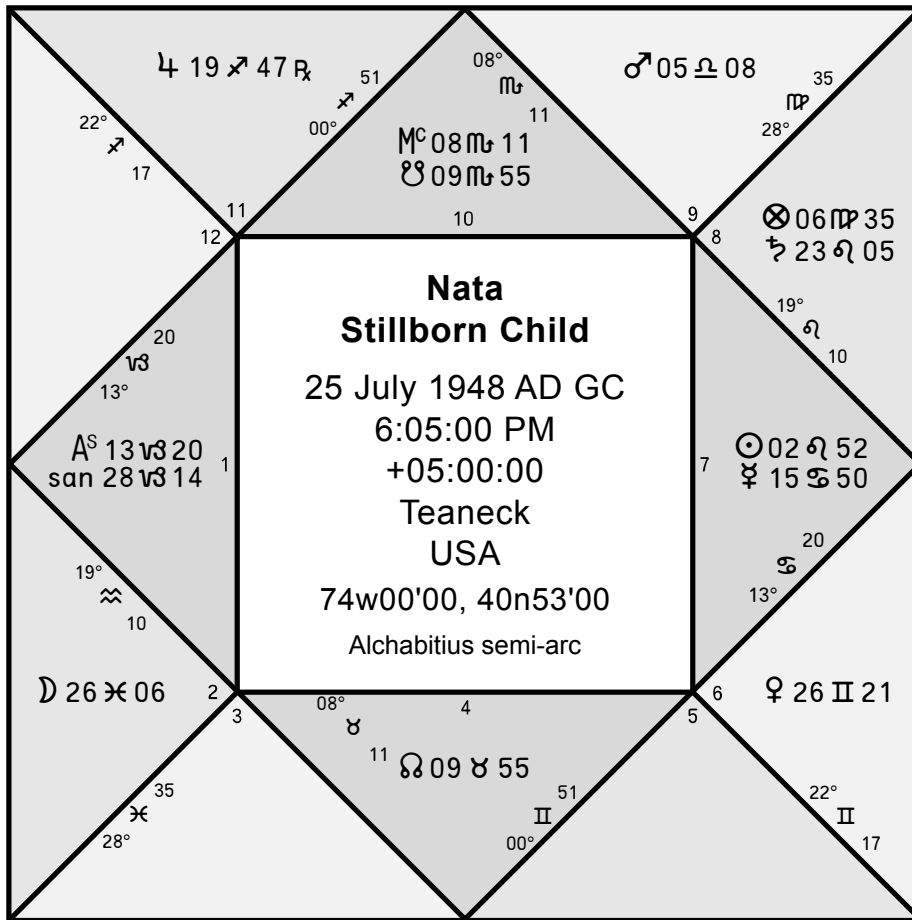 ♃ 19 ♐ 47 ℞
51
♐
00°
08°
♏
11
♂ 05 ♎ 08
35
♍
28°
22°
♐
17
Mc 08 ♏ 11
☋ 09 ♏ 55
11
12
10
9
8
⊗ 06 ♍ 35
♄ 23 ♌ 05
Nata
Stillborn Child
25 July 1948 AD GC
6:05:00 PM
+05:00:00
Teaneck
USA
74w00'00, 40n53'00
Alchabitius semi-arc
20
♑
13°
19°
♌
10
As 13 ♑ 20
san 28 ♑ 14
1
7
☉ 02 ♌ 52
☿ 15 ♋ 50
19°
♒
10
20
♋
13°
☽ 26 ♓ 06
2
3
4
6
5
♀ 26 ♊ 21
08°
♉
11
☊ 09 ♉ 55
35
♓
28°
51
♊
00°
22°
♊
17